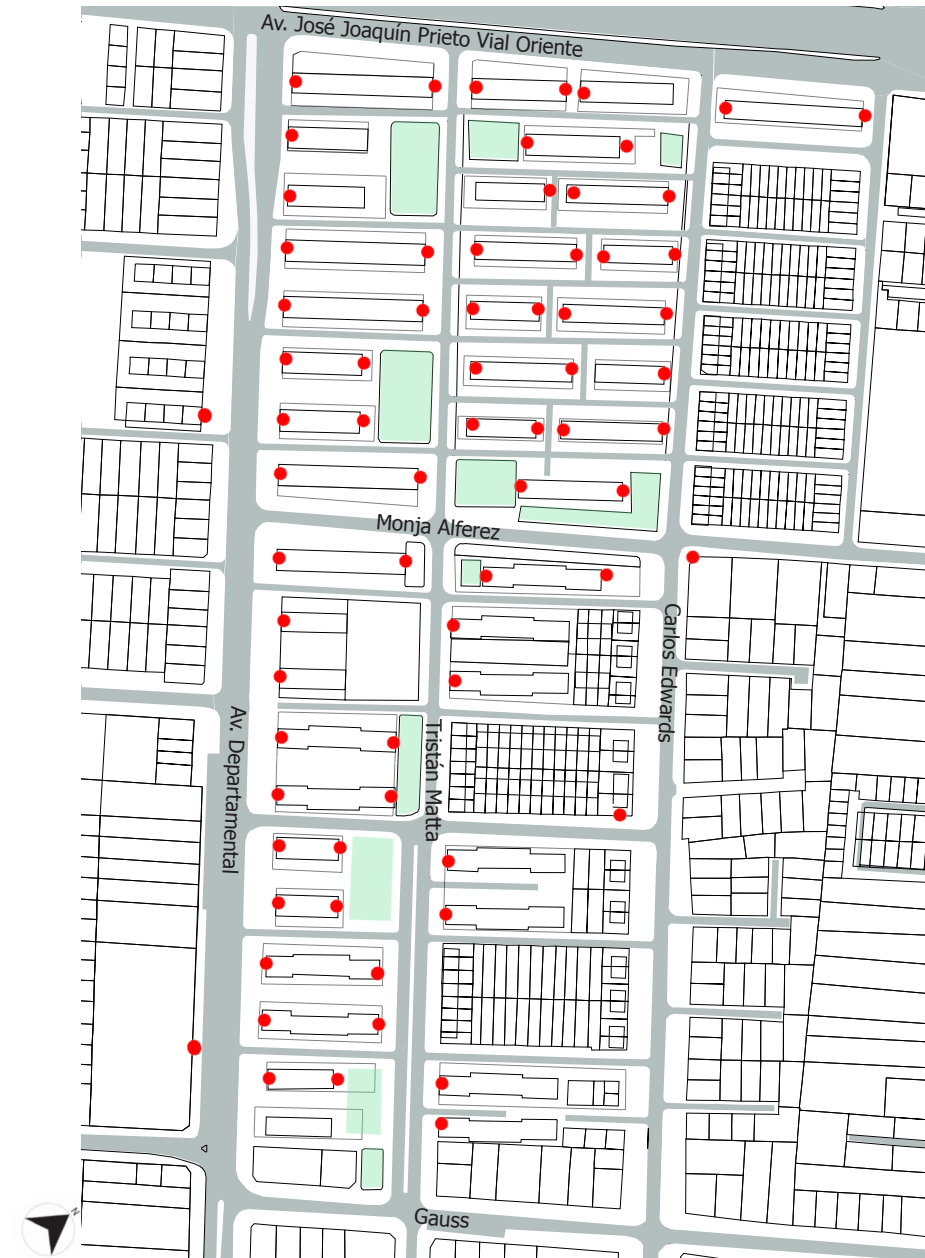 Av. José Joaquín Prieto Vial Oriente
Monja Alferez
Carlos Edwards
Av. Departamental
Tristán Matta
Gauss
N